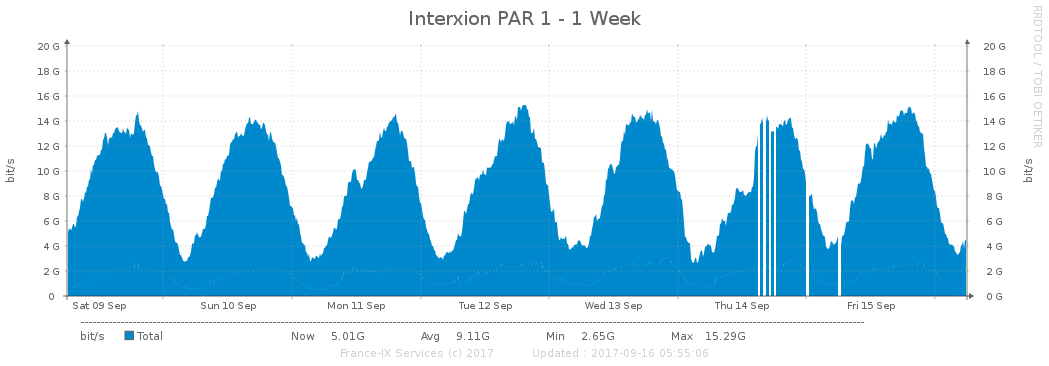 Interxion PAR 1 - 1 Week
RRDTOOL / TOBI OETIKER
bit/s
20 G 20 G
18 G 18 G
16 G 16 G
14 G 14 G
12 G 12 G
10 G 10 G
8 G 8 G
6 G 6 G
4 G 4 G
2 G 2 G
0 0 G
bit/s
Sat 09 Sep Sun 10 Sep Mon 11 Sep Tue 12 Sep Wed 13 Sep Thu 14 Sep Fri 15 Sep
bit/s Total Now 5.01G Avg 9.11G Min 2.65G Max 15.29G
France-IX Services (c) 2017 Updated : 2017-09-16 05:55:06